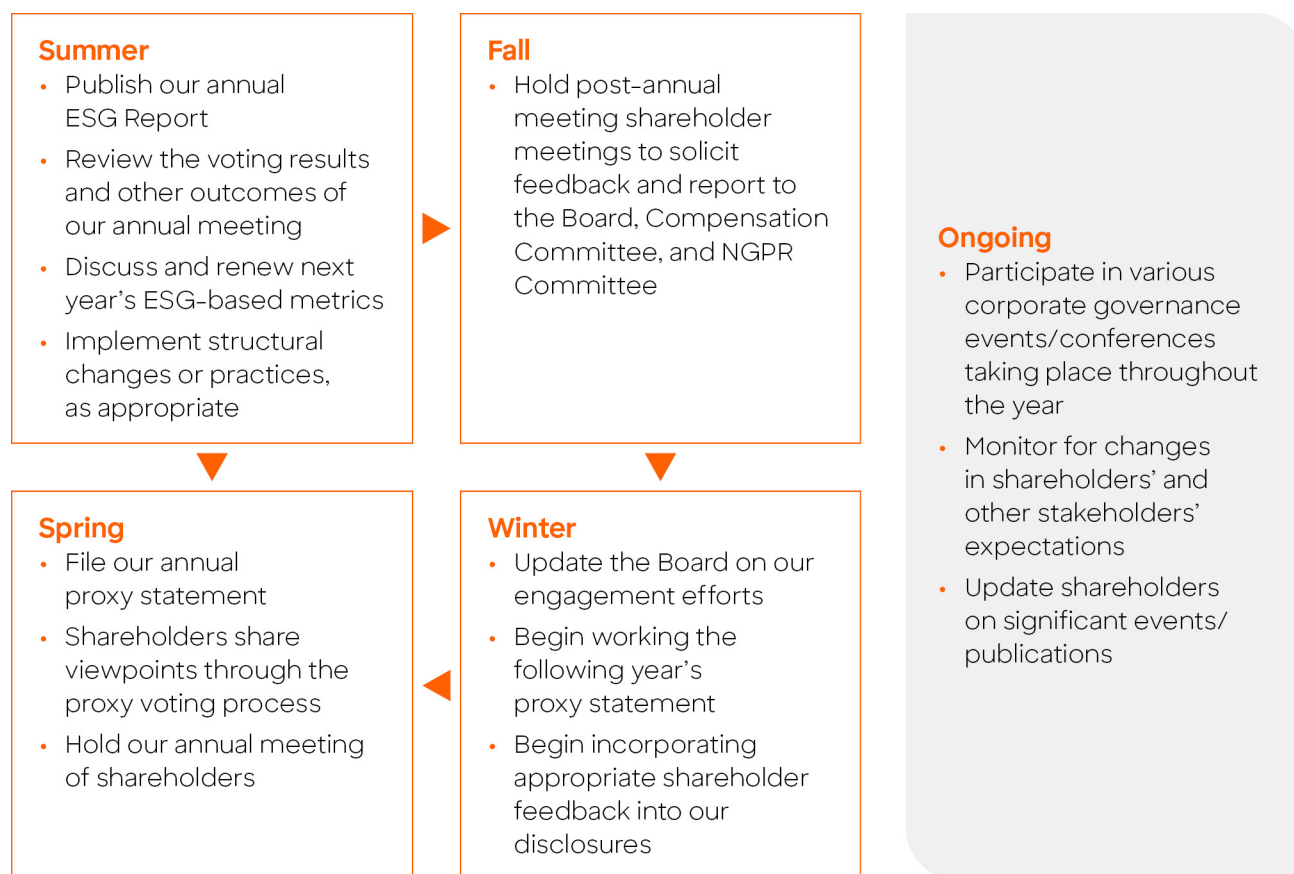 Summer
• Publish our annual
ESG Report
• Review the voting results
and other outcomes of
our annual meeting
• Discuss and renew next
year's ESG-based metrics
• Implement structural
changes or practices,
as appropriate
Fall
• Hold post-annual
meeting shareholder
meetings to solicit
feedback and report to
the Board, Compensation
Committee, and NGPR
Committee
Winter
• Update the Board on our
engagement efforts
• Begin working the
following year's
proxy statement
• Begin incorporating
appropriate shareholder
feedback into our
disclosures
Spring
• File our annual
proxy statement
• Shareholders share
viewpoints through the
proxy voting process
• Hold our annual meeting
of shareholders
Ongoing
• Participate in various
corporate governance
events/conferences
taking place throughout
the year
• Monitor for changes
in shareholders' and
other stakeholders'
expectations
• Update shareholders
on significant events/
publications